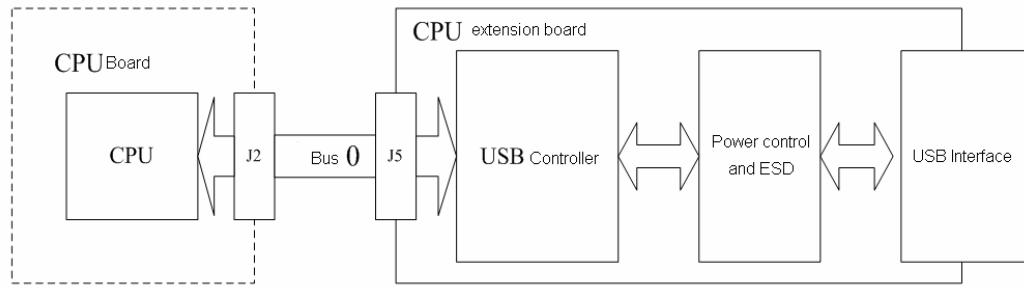 CPU extension board
CPU Board
CPU
J2
Bus 0
J5
USB Controller
Power control
and ESD
USB Interface